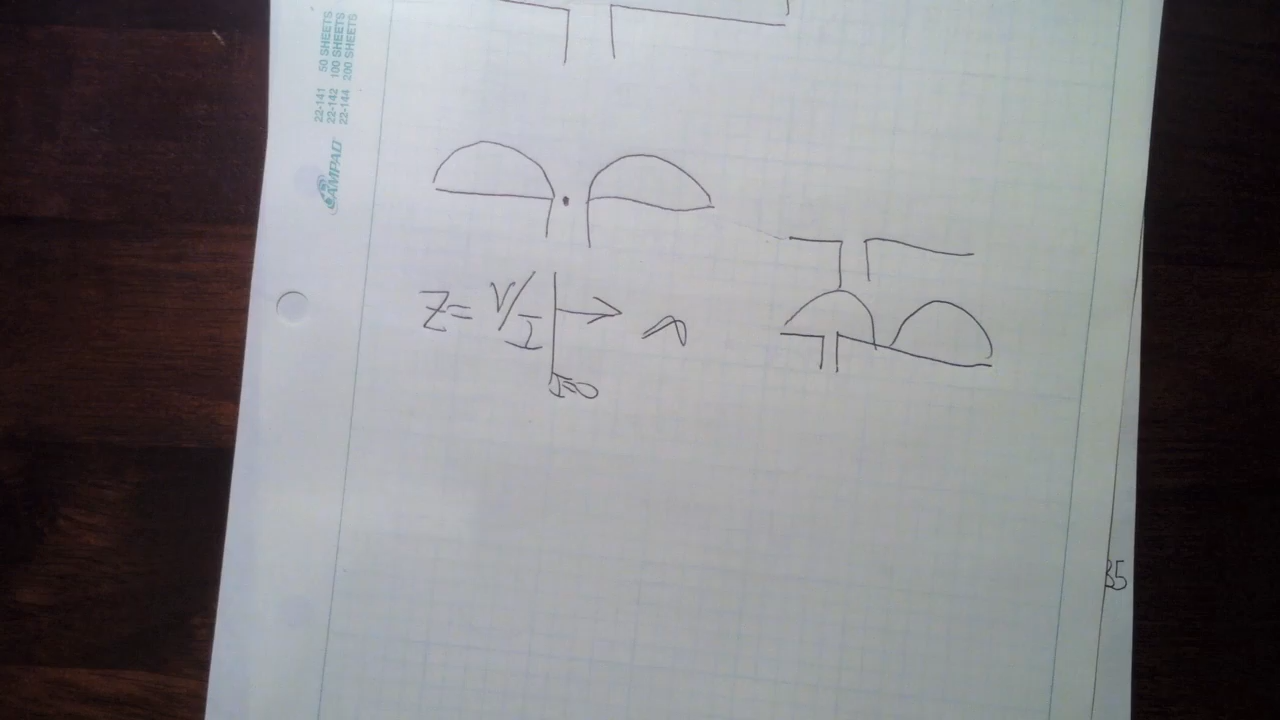 22-141 50 SHEETS
22-142 100 SHEETS
22-144 200 SHEETS
AMPAD
Z= V/I | I=0 → ∞
35